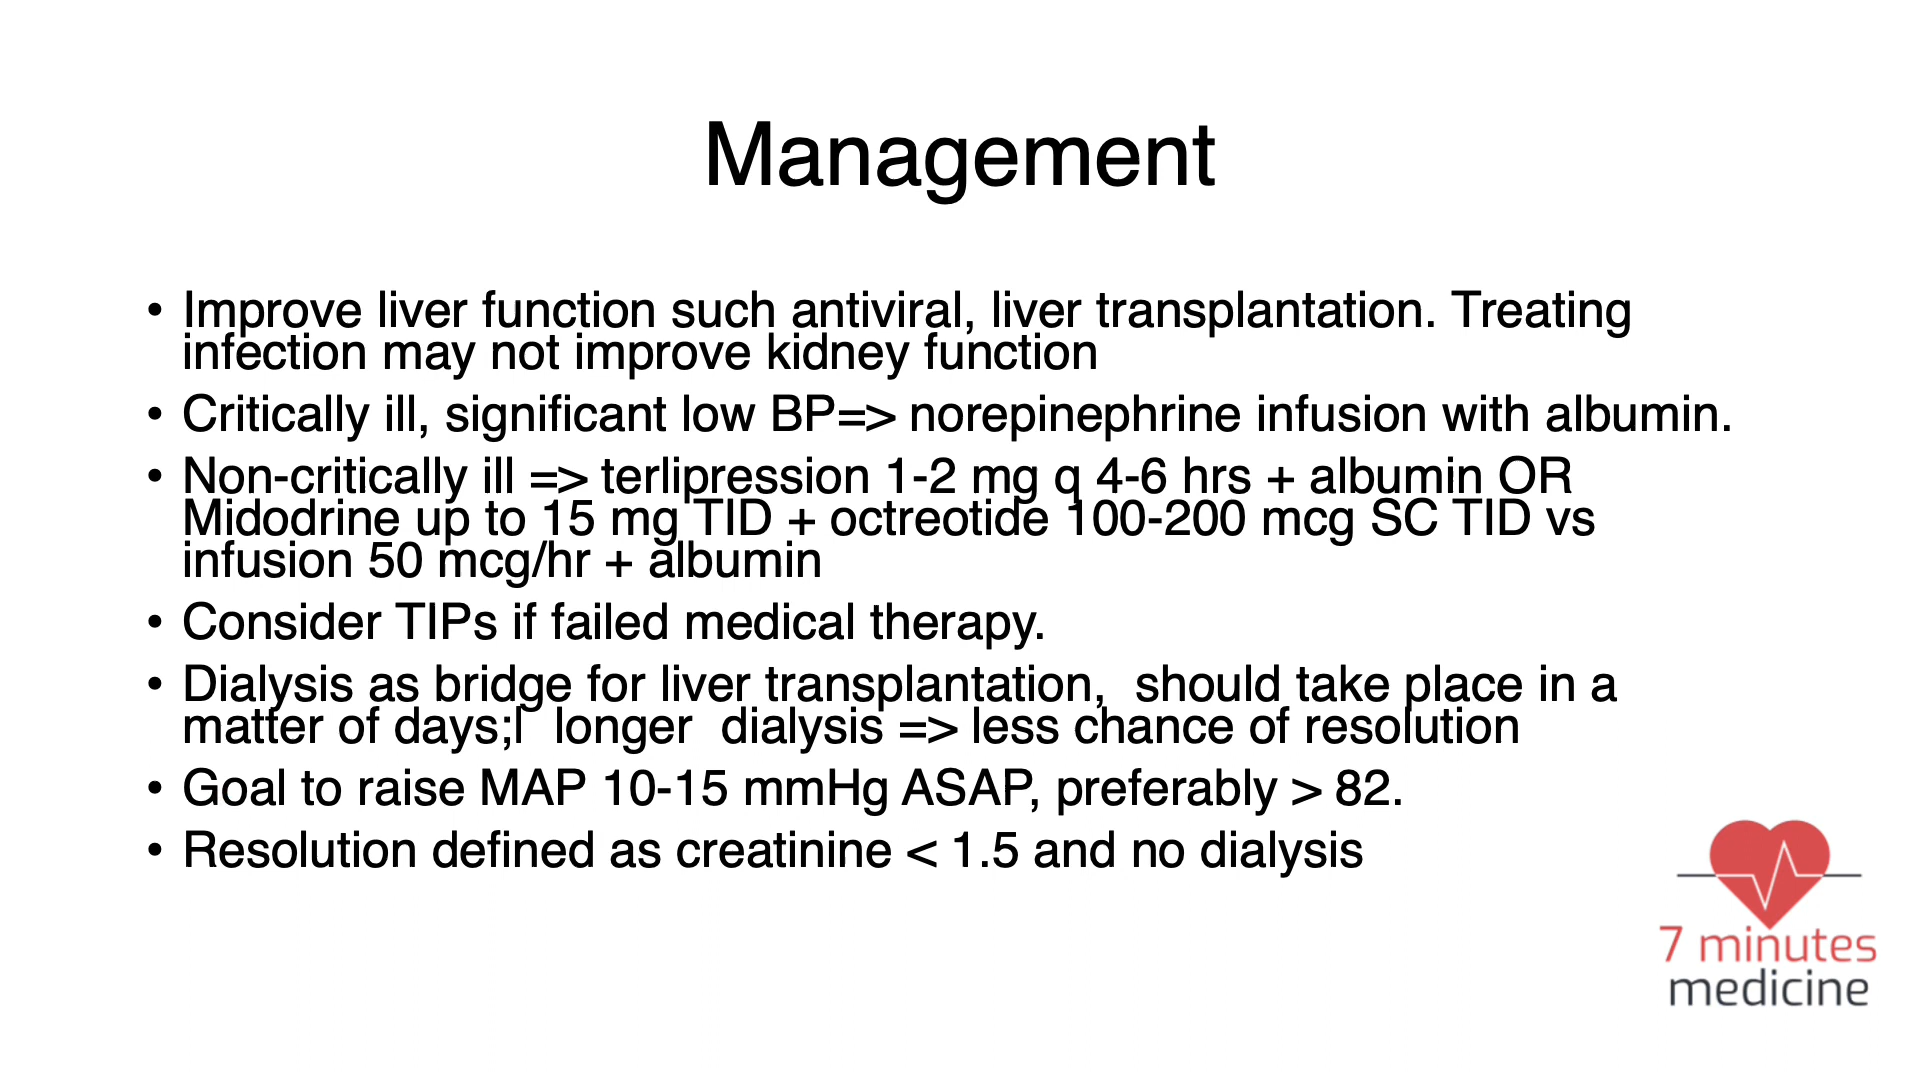 Management
• Improve liver function such antiviral, liver transplantation. Treating
infection may not improve kidney function
• Critically ill, significant low BP=> norepinephrine infusion with albumin.
• Non-critically ill => terlipression 1-2 mg q 4-6 hrs + albumin OR
Midodrine up to 15 mg TID + octreotide 100-200 mcg SC TID vs
infusion 50 mcg/hr + albumin
• Consider TIPs if failed medical therapy.
• Dialysis as bridge for liver transplantation,  should take place in a
matter of days;l  longer  dialysis => less chance of resolution
• Goal to raise MAP 10-15 mmHg ASAP, preferably > 82.
• Resolution defined as creatinine < 1.5 and no dialysis
7 minutes
medicine